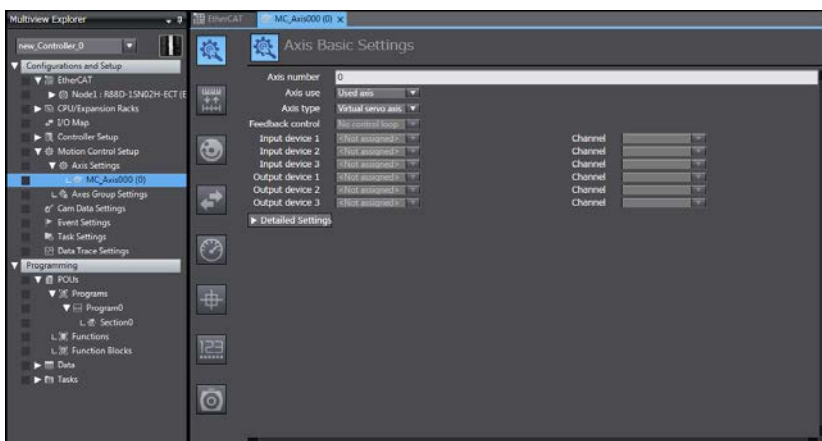 Multiview Explorer
new_Controller_0
Configurations and Setup
EtherCAT
Node1 : R88D-1SN02H-ECT (E
CPU/Expansion Racks
I/O Map
Controller Setup
Motion Control Setup
Axis Settings
MC_Axis000 (0)
Axes Group Settings
Cam Data Settings
Event Settings
Task Settings
Data Trace Settings
Programming
POUs
Programs
Program0
Section0
Functions
Function Blocks
Data
Tasks
EtherCAT
MC_Axis000 (0)
Axis Basic Settings
Axis number 0
Axis use Used axis
Axis type Virtual servo axis
Feedback control No control loop
Input device 1 <Not assigned> Channel
Input device 2 <Not assigned> Channel
Input device 3 <Not assigned> Channel
Output device 1 <Not assigned> Channel
Output device 2 <Not assigned> Channel
Output device 3 <Not assigned> Channel
Detailed Settings
123